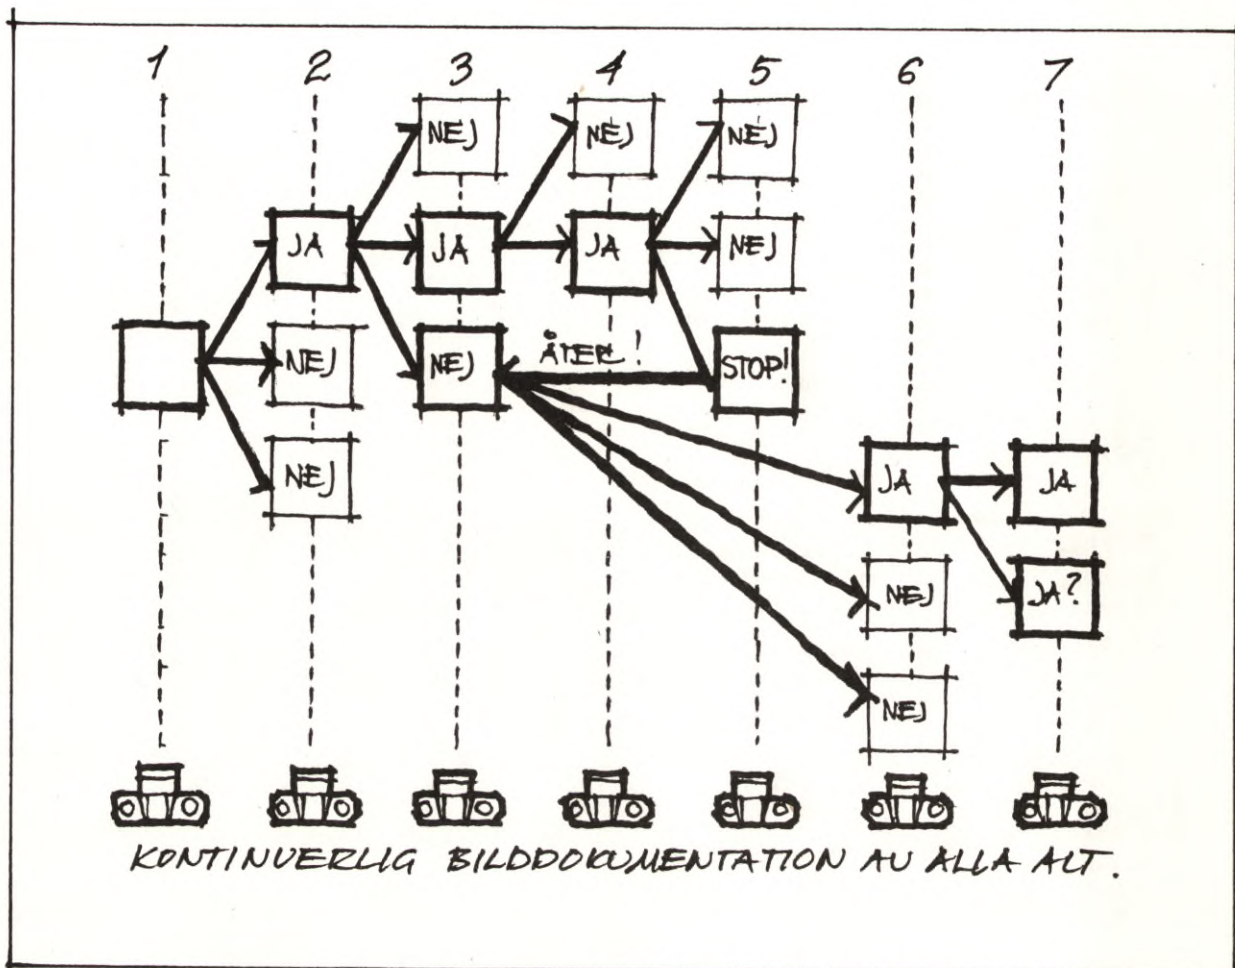 1 2 3 4 5 6 7
NEJ NEJ NEJ
JA JA JA NEJ
NEJ NEJ ÅTER! STOP!
NEJ JA JA
NEJ JA?
NEJ
KONTINUERLIG BILDDOKUMENTATION AV ALLA ALT.